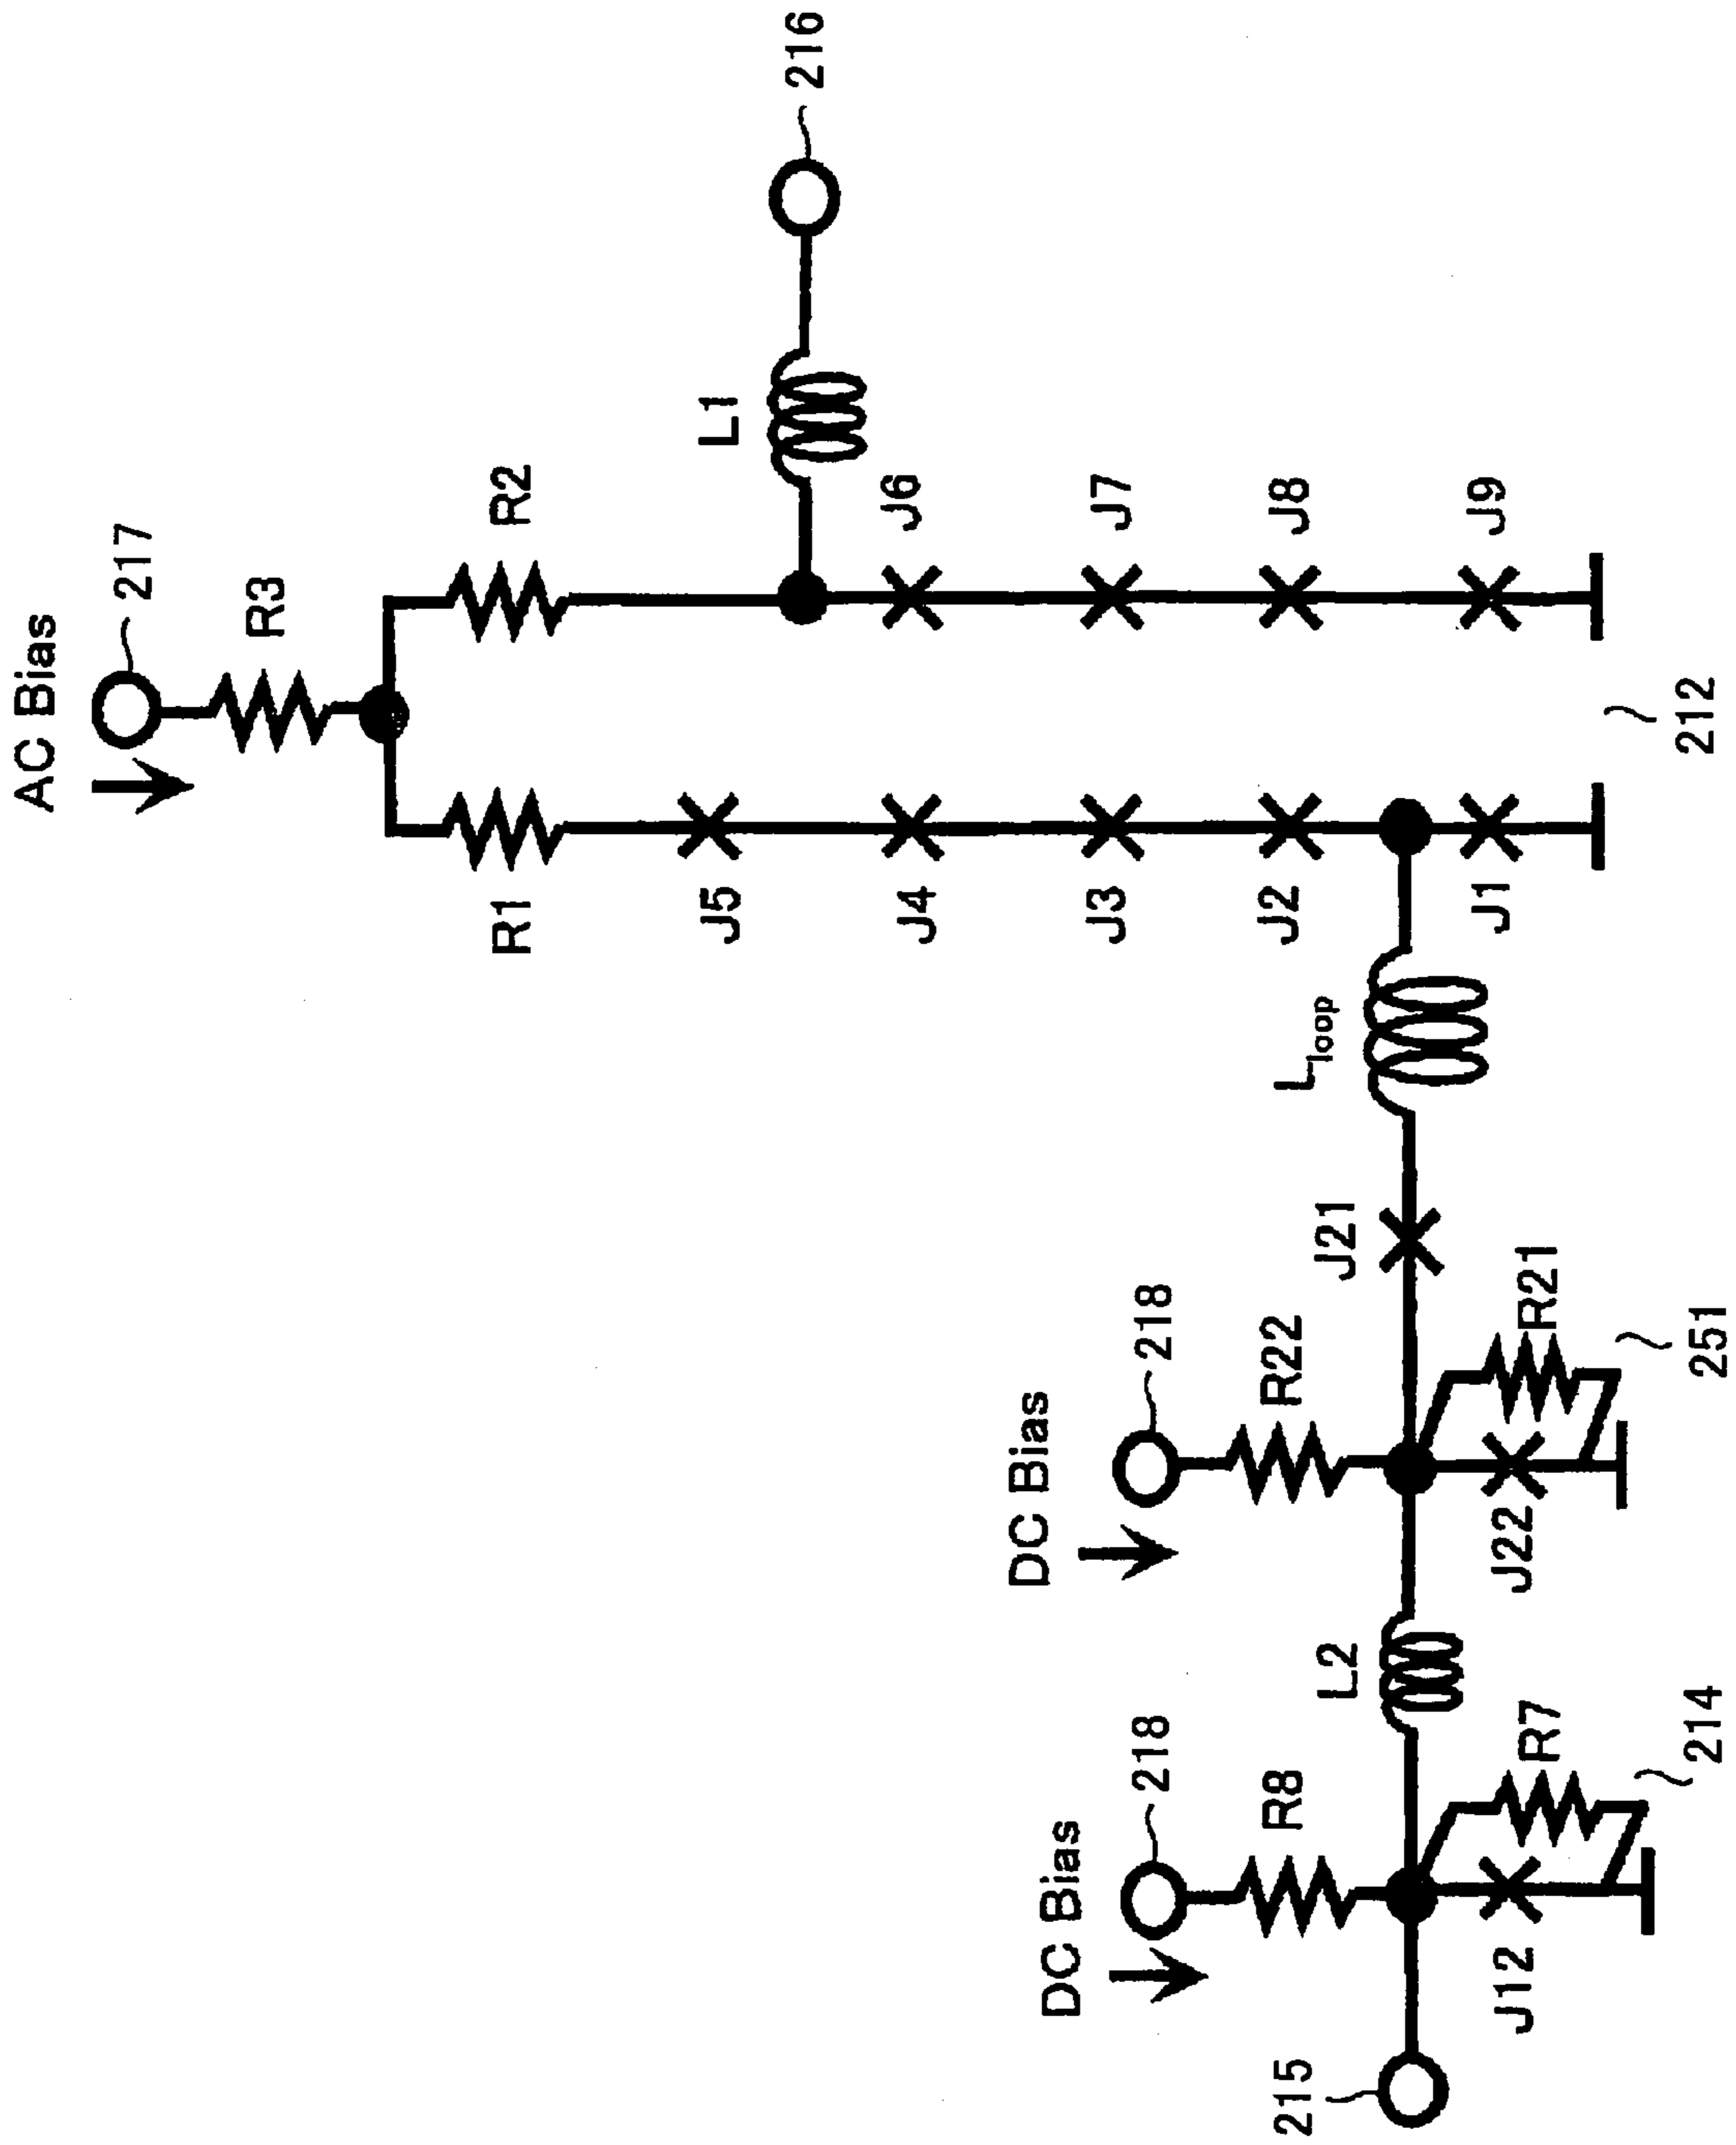 AC Bias
217
R3
R1
R2
J5
J4
J3
J2
J1
L1
216
J6
J7
J8
J9
212
Lloop
J21
DC Bias
218
R22
R21
J22
251
L2
DC Bias
218
R8
R7
J12
214
215